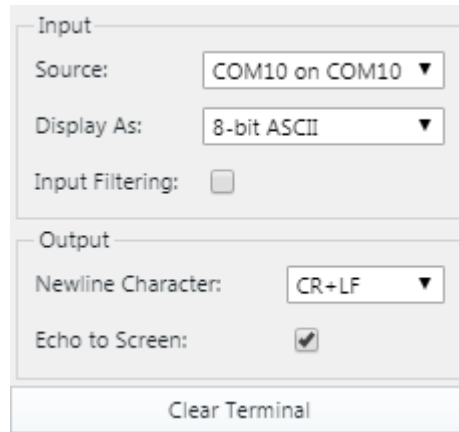 Input
Source: COM10 on COM10
Display As: 8-bit ASCII
Input Filtering:
Output
Newline Character: CR+LF
Echo to Screen:
Clear Terminal